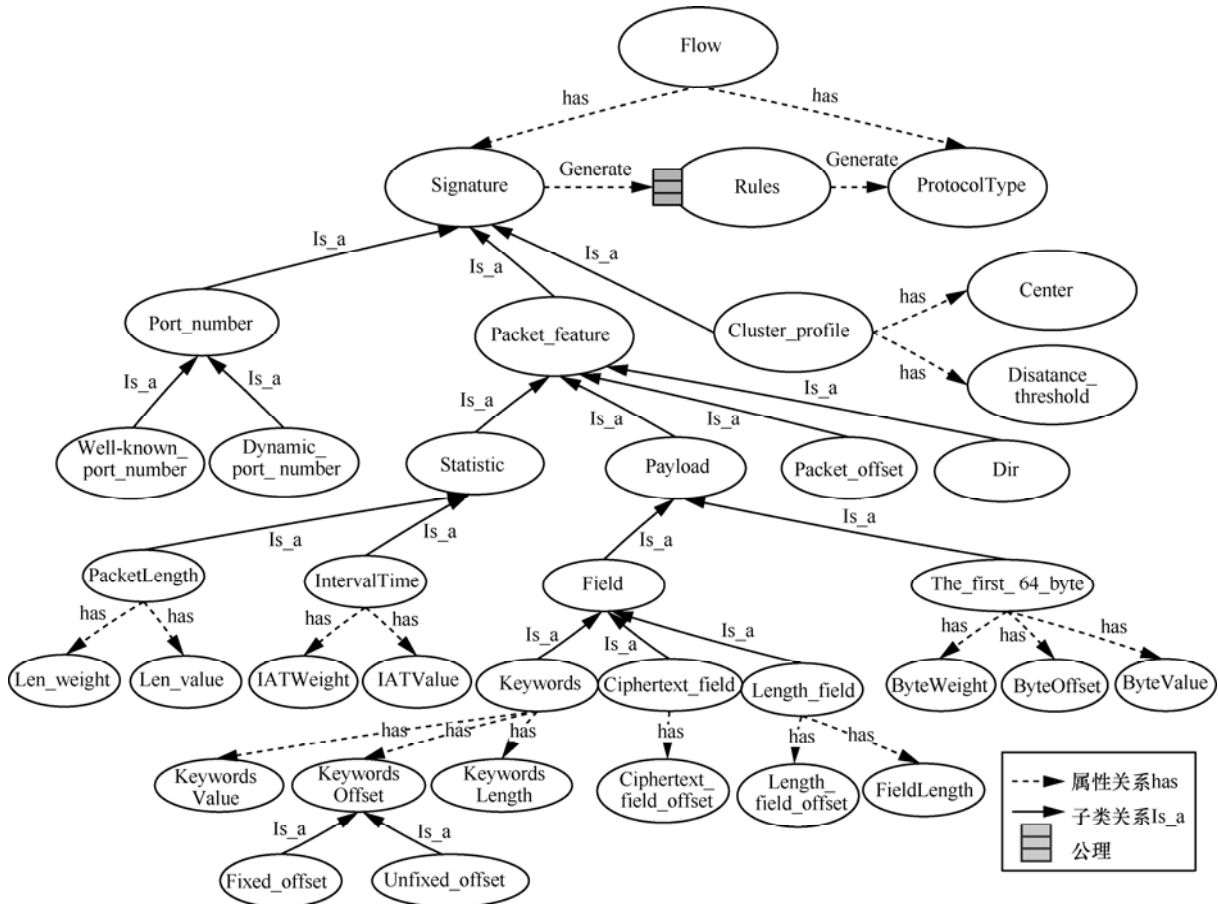 Flow
has
has
Signature
Generate
Rules
Generate
ProtocolType
Is_a
Is_a
Is_a
Port_number
Packet_feature
Cluster_profile
has
Center
has
Disatance_
threshold
Is_a
Is_a
Is_a
Is_a
Is_a
Is_a
Well-known_
port_number
Dynamic_
port_number
Statistic
Payload
Packet_offset
Dir
Is_a
Is_a
Is_a
Is_a
PacketLength
IntervalTime
Field
The_first_ 64_byte
has
has
has
has
Is_a
Is_a
Is_a
has
has
has
Len_weight
Len_value
IATWeight
IATValue
Keywords
Ciphertext_field
Length_field
ByteWeight
ByteOffset
ByteValue
has
has
has
has
has
has
Keywords
Value
Keywords
Offset
Keywords
Length
Ciphertext_
field_offset
Length_
field_offset
FieldLength
Is_a
Is_a
Fixed_offset
Unfixed_offset
属性关系has
子类关系Is_a
公理